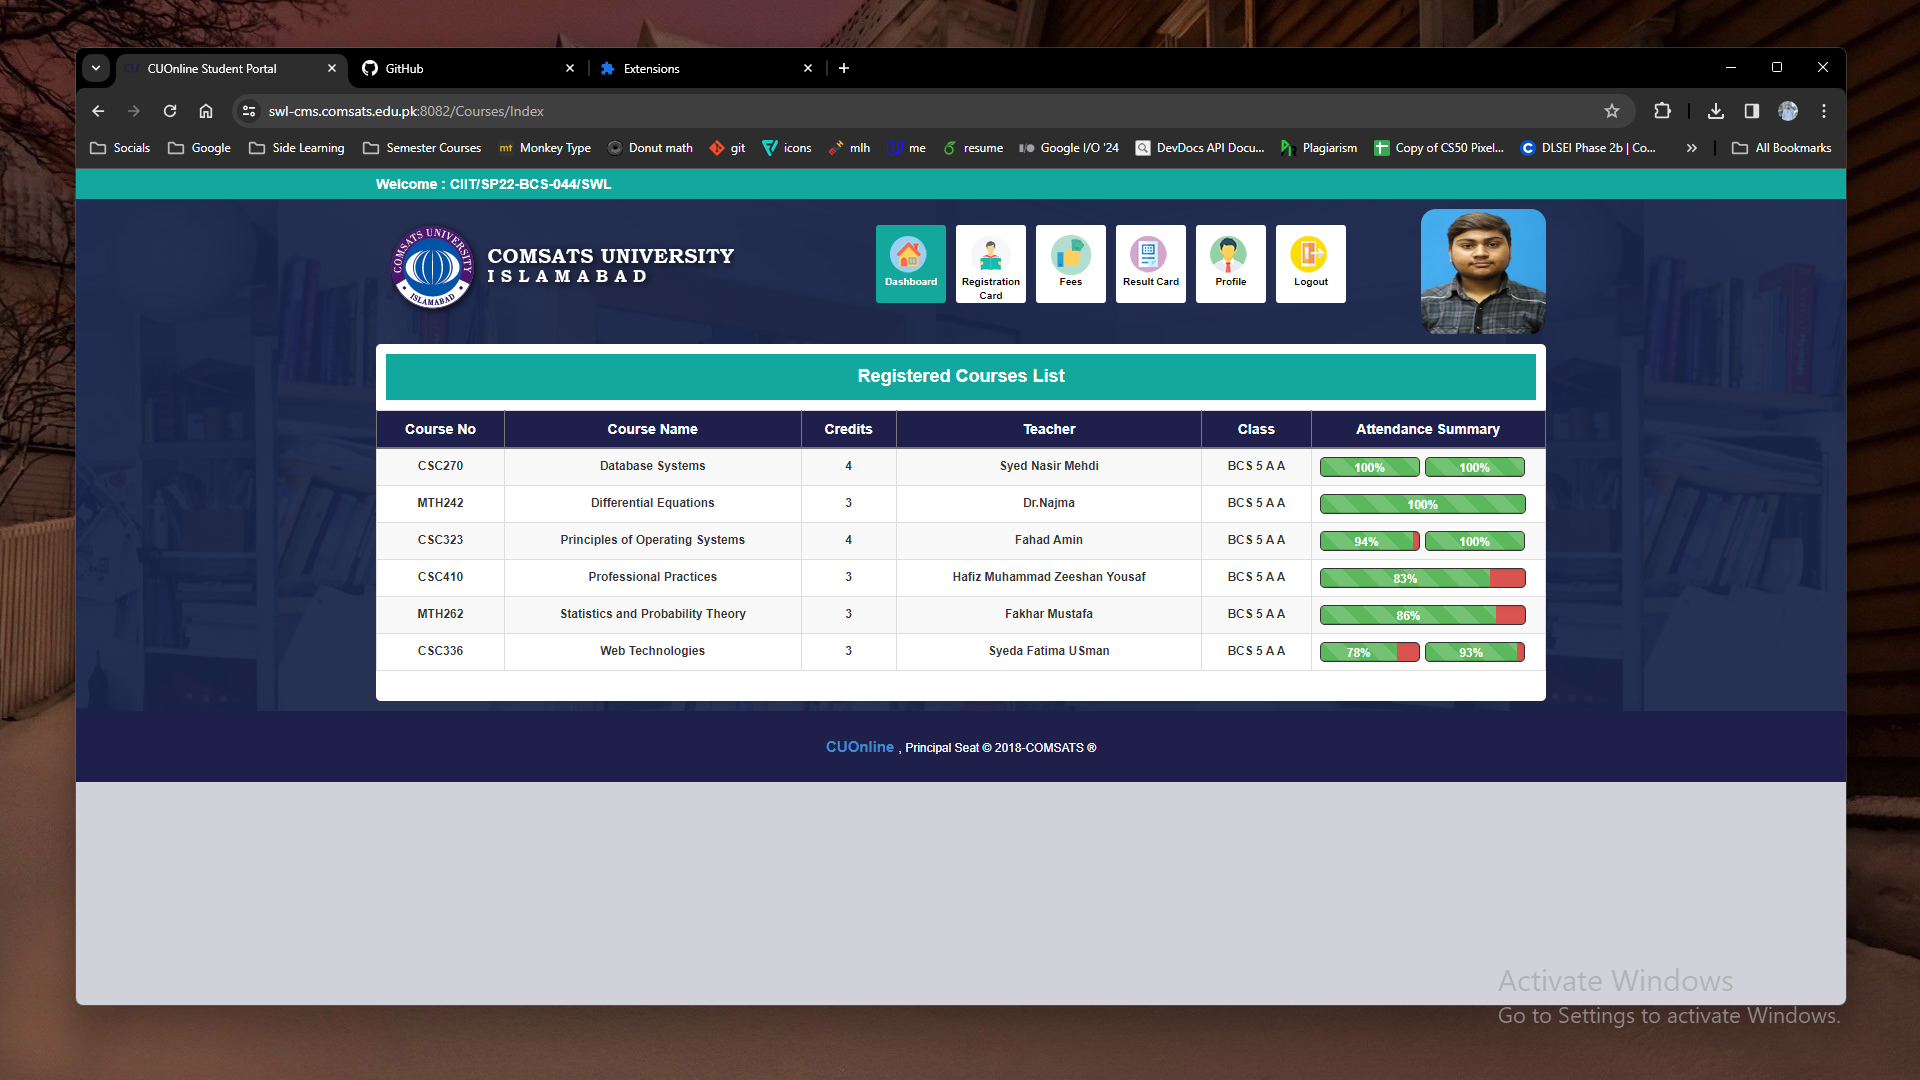 CUOnline Student Portal
GitHub
Extensions
swl-cms.comsats.edu.pk:8082/Courses/Index
Socials Google Side Learning Semester Courses mt Monkey Type Donut math git icons mlh me resume I/O Google I/O '24 DevDocs API Docu... Plagiarism Copy of CS50 Pixel... DLSEI Phase 2b | Co... » All Bookmarks
Welcome : CIIT/SP22-BCS-044/SWL
COMSATS UNIVERSITY ISLAMABAD
COMSATS UNIVERSITY
ISLAMABAD
Dashboard
Registration
Card
Fees
Result Card
Profile
Logout
Registered Courses List
Course No Course Name Credits Teacher Class Attendance Summary
CSC270 Database Systems 4 Syed Nasir Mehdi BCS 5 A A 100% 100%
MTH242 Differential Equations 3 Dr.Najma BCS 5 A A 100%
CSC323 Principles of Operating Systems 4 Fahad Amin BCS 5 A A 94% 100%
CSC410 Professional Practices 3 Hafiz Muhammad Zeeshan Yousaf BCS 5 A A 83%
MTH262 Statistics and Probability Theory 3 Fakhar Mustafa BCS 5 A A 86%
CSC336 Web Technologies 3 Syeda Fatima USman BCS 5 A A 78% 93%
CUOnline , Principal Seat © 2018-COMSATS ®
Activate Windows
Go to Settings to activate Windows.